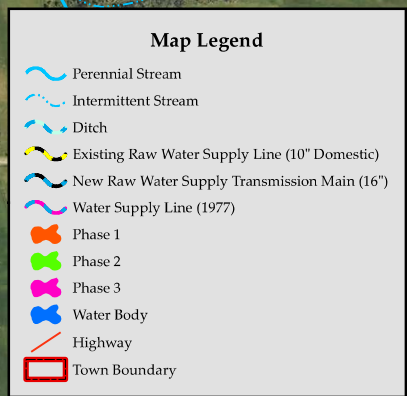 Map Legend
Perennial Stream
Intermittent Stream
Ditch
Existing Raw Water Supply Line (10" Domestic)
New Raw Water Supply Transmission Main (16")
Water Supply Line (1977)
Phase 1
Phase 2
Phase 3
Water Body
Highway
Town Boundary